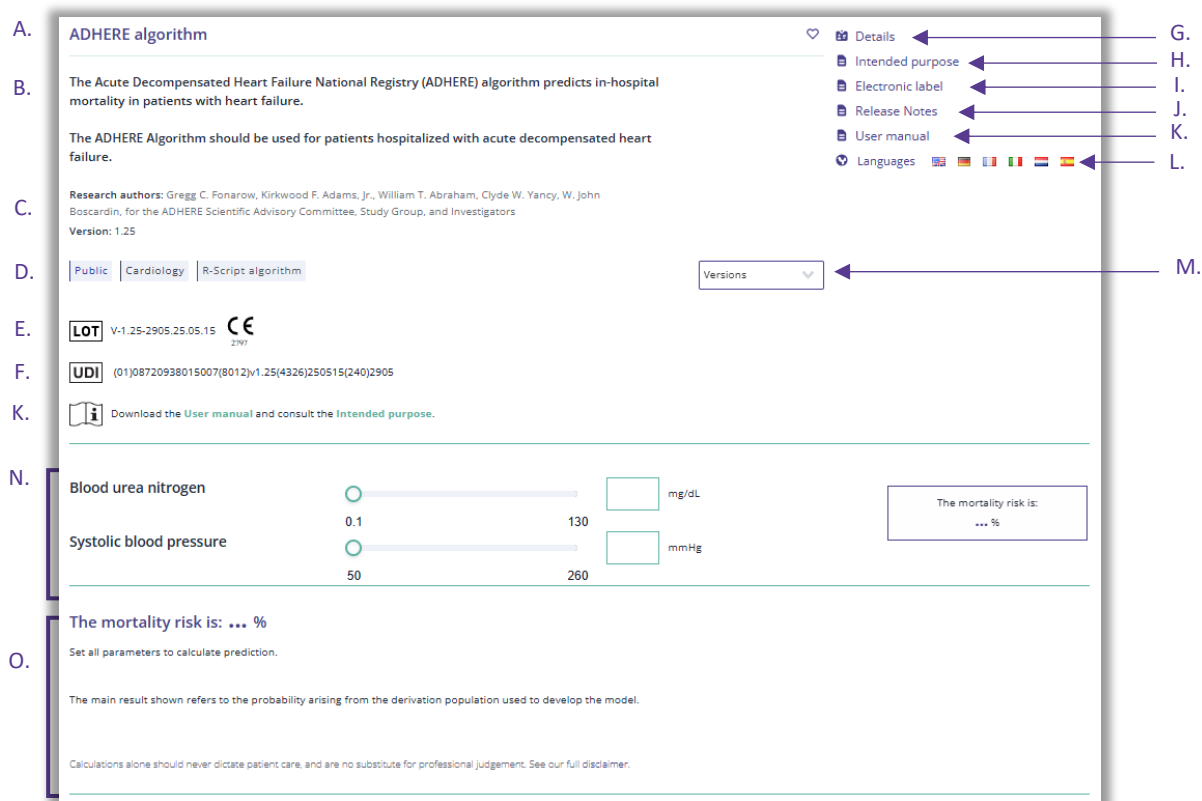 A.
ADHERE algorithm
Details
G.
Intended purpose
H.
B.
The Acute Decompensated Heart Failure National Registry (ADHERE) algorithm predicts in-hospital
mortality in patients with heart failure.
Electronic label
I.
Release Notes
J.
The ADHERE Algorithm should be used for patients hospitalized with acute decompensated heart
failure.
User manual
K.
Languages
L.
C.
Research authors: Gregg C. Fonarow, Kirkwood F. Adams, Jr., William T. Abraham, Clyde W. Yancy, W. John
Boscardin, for the ADHERE Scientific Advisory Committee, Study Group, and Investigators
Version: 1.25
D.
Public
Cardiology
R-Script algorithm
Versions
M.
E.
LOT V-1.25-2905.25.05.15 CE
2797
F.
UDI (01)08720938015007(8012)v1.25(4326)250515(240)2905
K.
i Download the User manual and consult the Intended purpose.
N.
Blood urea nitrogen
mg/dL
0.1 130
The mortality risk is:
... %
Systolic blood pressure
mmHg
50 260
O.
The mortality risk is: ... %
Set all parameters to calculate prediction.
The main result shown refers to the probability arising from the derivation population used to develop the model.
Calculations alone should never dictate patient care, and are no substitute for professional judgement. See our full disclaimer.